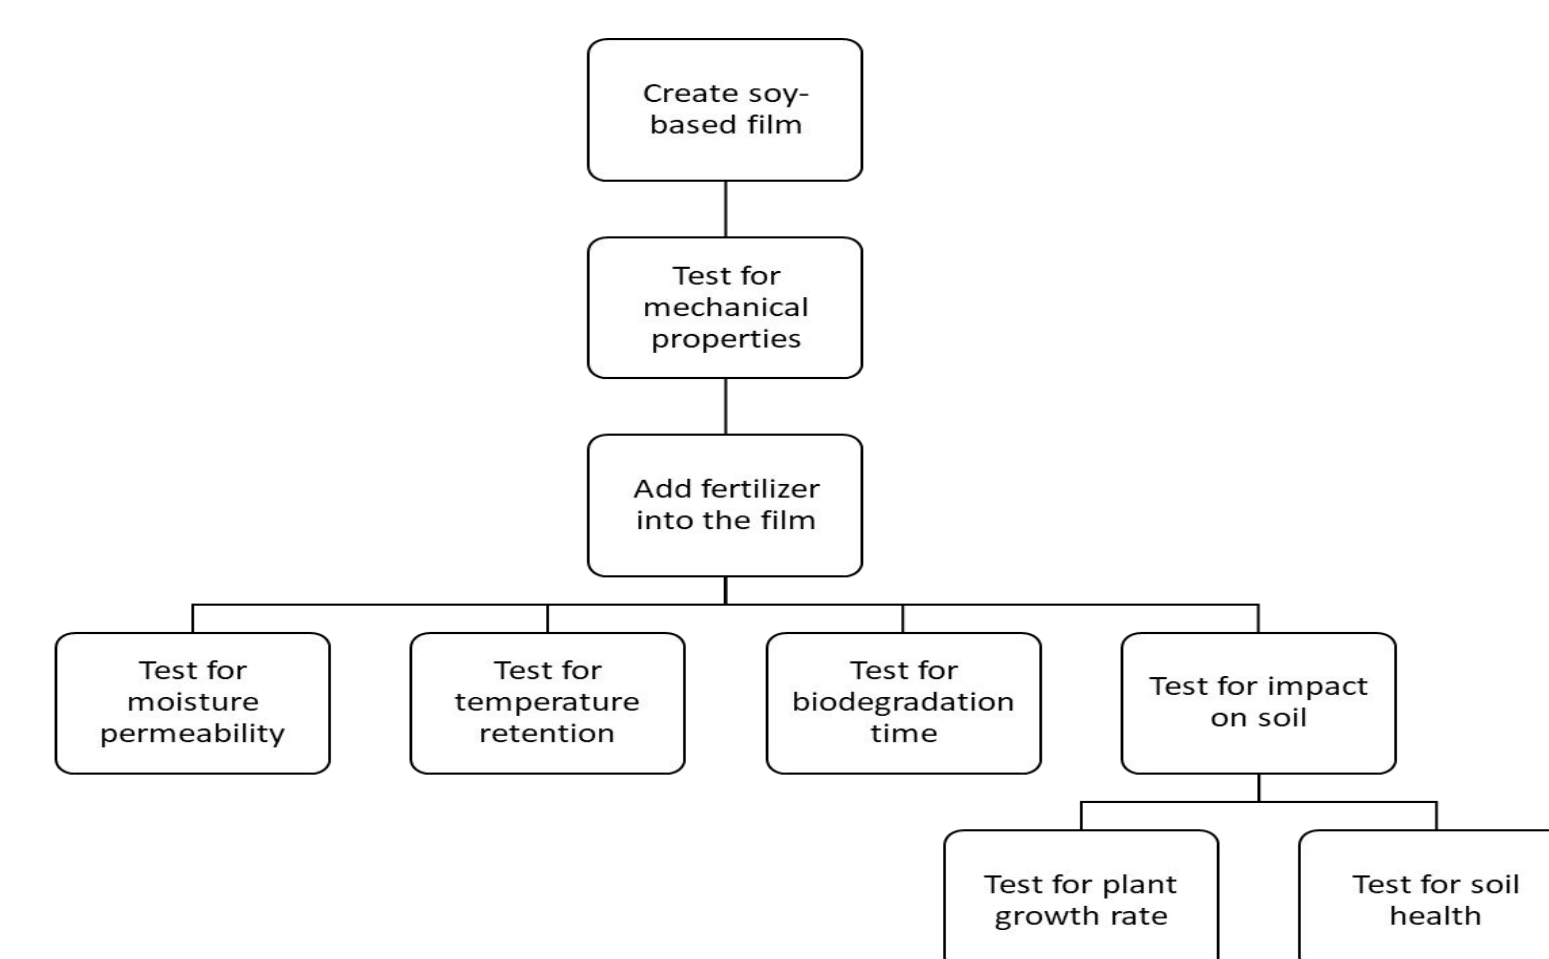 Create soy-
based film
Test for
mechanical
properties
Add fertilizer
into the film
Test for
moisture
permeability
Test for
temperature
retention
Test for
biodegradation
time
Test for impact
on soil
Test for plant
growth rate
Test for soil
health